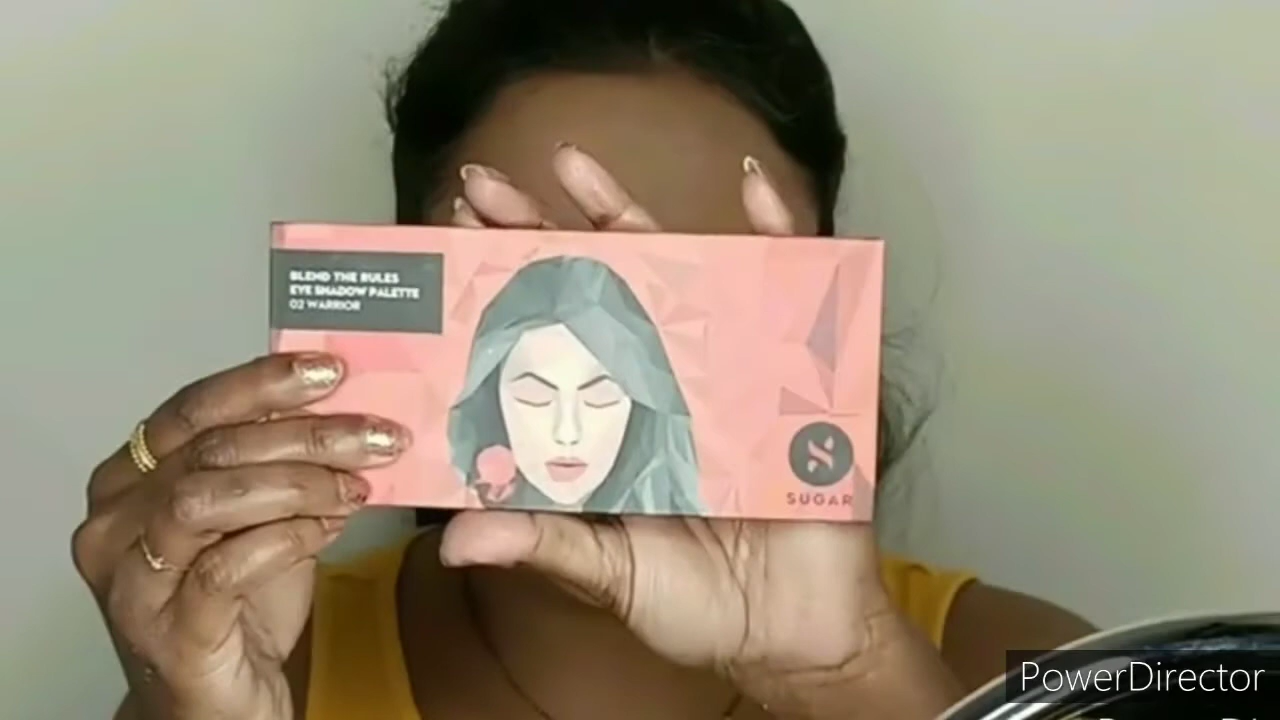 BLEND THE RULES
EYE SHADOW PALETTE
02 WARRIOR
SUGAR
PowerDirector